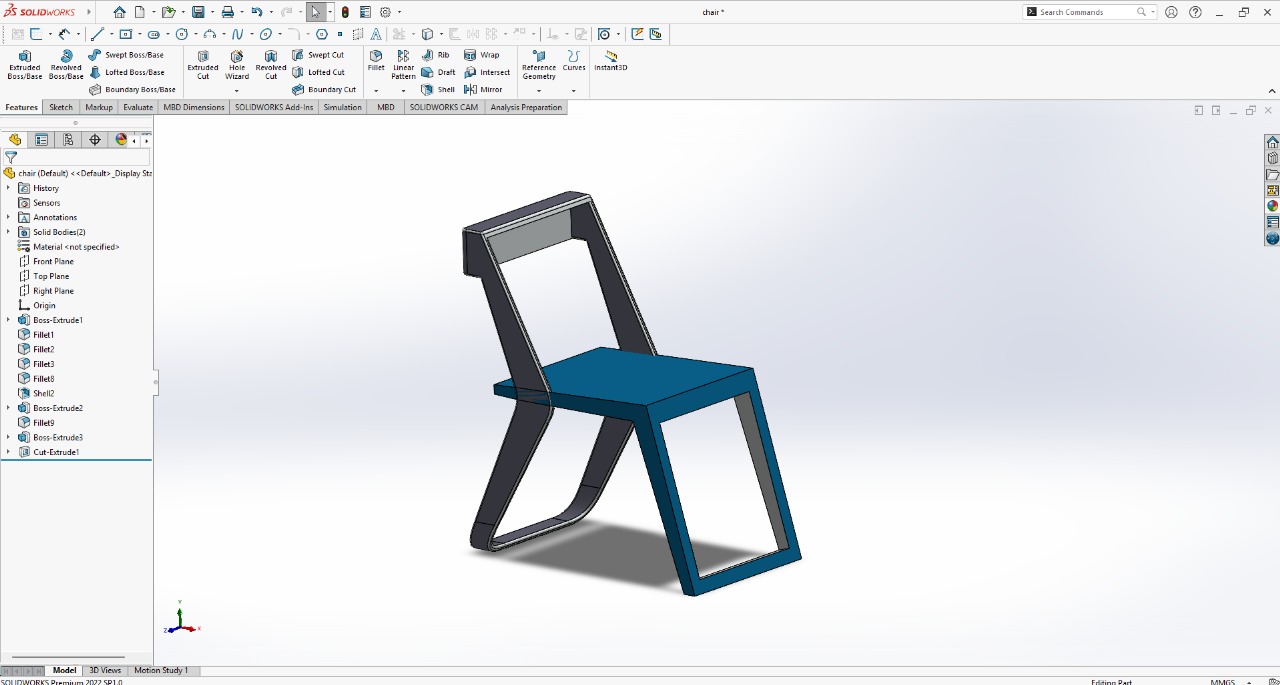 SOLIDWORKS
chair *
Search Commands
Extruded Boss/Base
Revolved Boss/Base
Swept Boss/Base
Lofted Boss/Base
Boundary Boss/Base
Extruded Cut
Hole Wizard
Revolved Cut
Swept Cut
Lofted Cut
Boundary Cut
Fillet
Linear Pattern
Rib
Draft
Shell
Wrap
Intersect
Mirror
Reference Geometry
Curves
Instant3D
Features
Sketch
Markup
Evaluate
MBD Dimensions
SOLIDWORKS Add-Ins
Simulation
MBD
SOLIDWORKS CAM
Analysis Preparation
chair (Default) <<Default>_Display Sta
History
Sensors
Annotations
Solid Bodies(2)
Material <not specified>
Front Plane
Top Plane
Right Plane
Origin
Boss-Extrude1
Fillet1
Fillet2
Fillet3
Fillet8
Shell2
Boss-Extrude2
Fillet9
Boss-Extrude3
Cut-Extrude1
Y
Z
X
Model
3D Views
Motion Study 1
SOLIDWORKS Premium 2022 SP1.0
Editing Part
MMGS